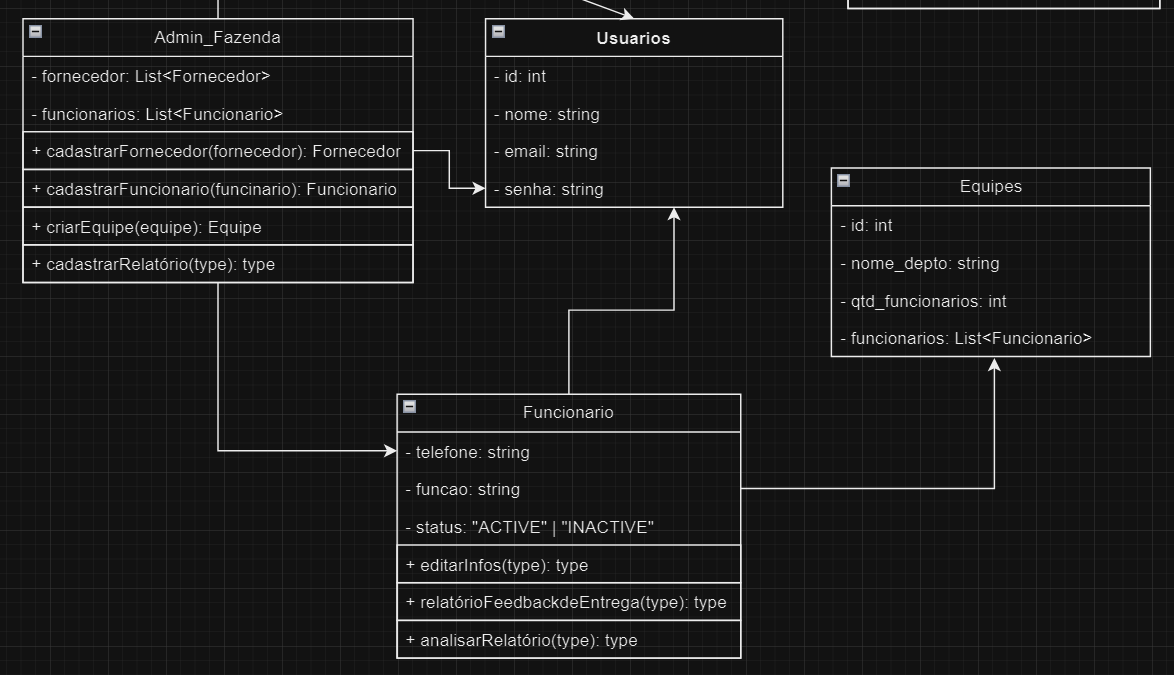 Admin_Fazenda
- fornecedor: List<Fornecedor>
- funcionarios: List<Funcionario>
+ cadastrarFornecedor(fornecedor): Fornecedor
+ cadastrarFuncionario(funcinario): Funcionario
+ criarEquipe(equipe): Equipe
+ cadastrarRelatório(type): type
Usuarios
- id: int
- nome: string
- email: string
- senha: string
Equipes
- id: int
- nome_depto: string
- qtd_funcionarios: int
- funcionarios: List<Funcionario>
Funcionario
- telefone: string
- funcao: string
- status: "ACTIVE" | "INACTIVE"
+ editarInfos(type): type
+ relatórioFeedbackdeEntrega(type): type
+ analisarRelatório(type): type